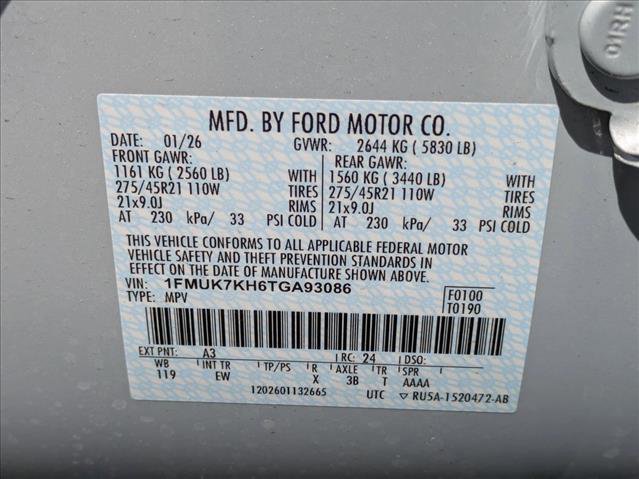 01RH
MFD. BY FORD MOTOR CO.
DATE: 01/26 GVWR: 2644 KG ( 5830 LB)
FRONT GAWR: REAR GAWR:
1161 KG ( 2560 LB) 1560 KG ( 3440 LB)
275/45R21 110W TIRES 275/45R21 110W TIRES
21x9.0J RIMS 21x9.0J RIMS
AT 230 kPa/ 33 PSI COLD AT 230 kPa/ 33 PSI COLD
THIS VEHICLE CONFORMS TO ALL APPLICABLE FEDERAL MOTOR
VEHICLE SAFETY AND THEFT PREVENTION STANDARDS IN
EFFECT ON THE DATE OF MANUFACTURE SHOWN ABOVE.
VIN: 1FMUK7KH6TGA93086 F0100
TYPE: MPV T0190
EXT PNT: A3 RC: 24 DSO:
WB INT TR TP/PS R AXLE TR SPR
119 EW X 3B T AAAA
1202601132665 UTC ▽ RU5A-1520472-AB